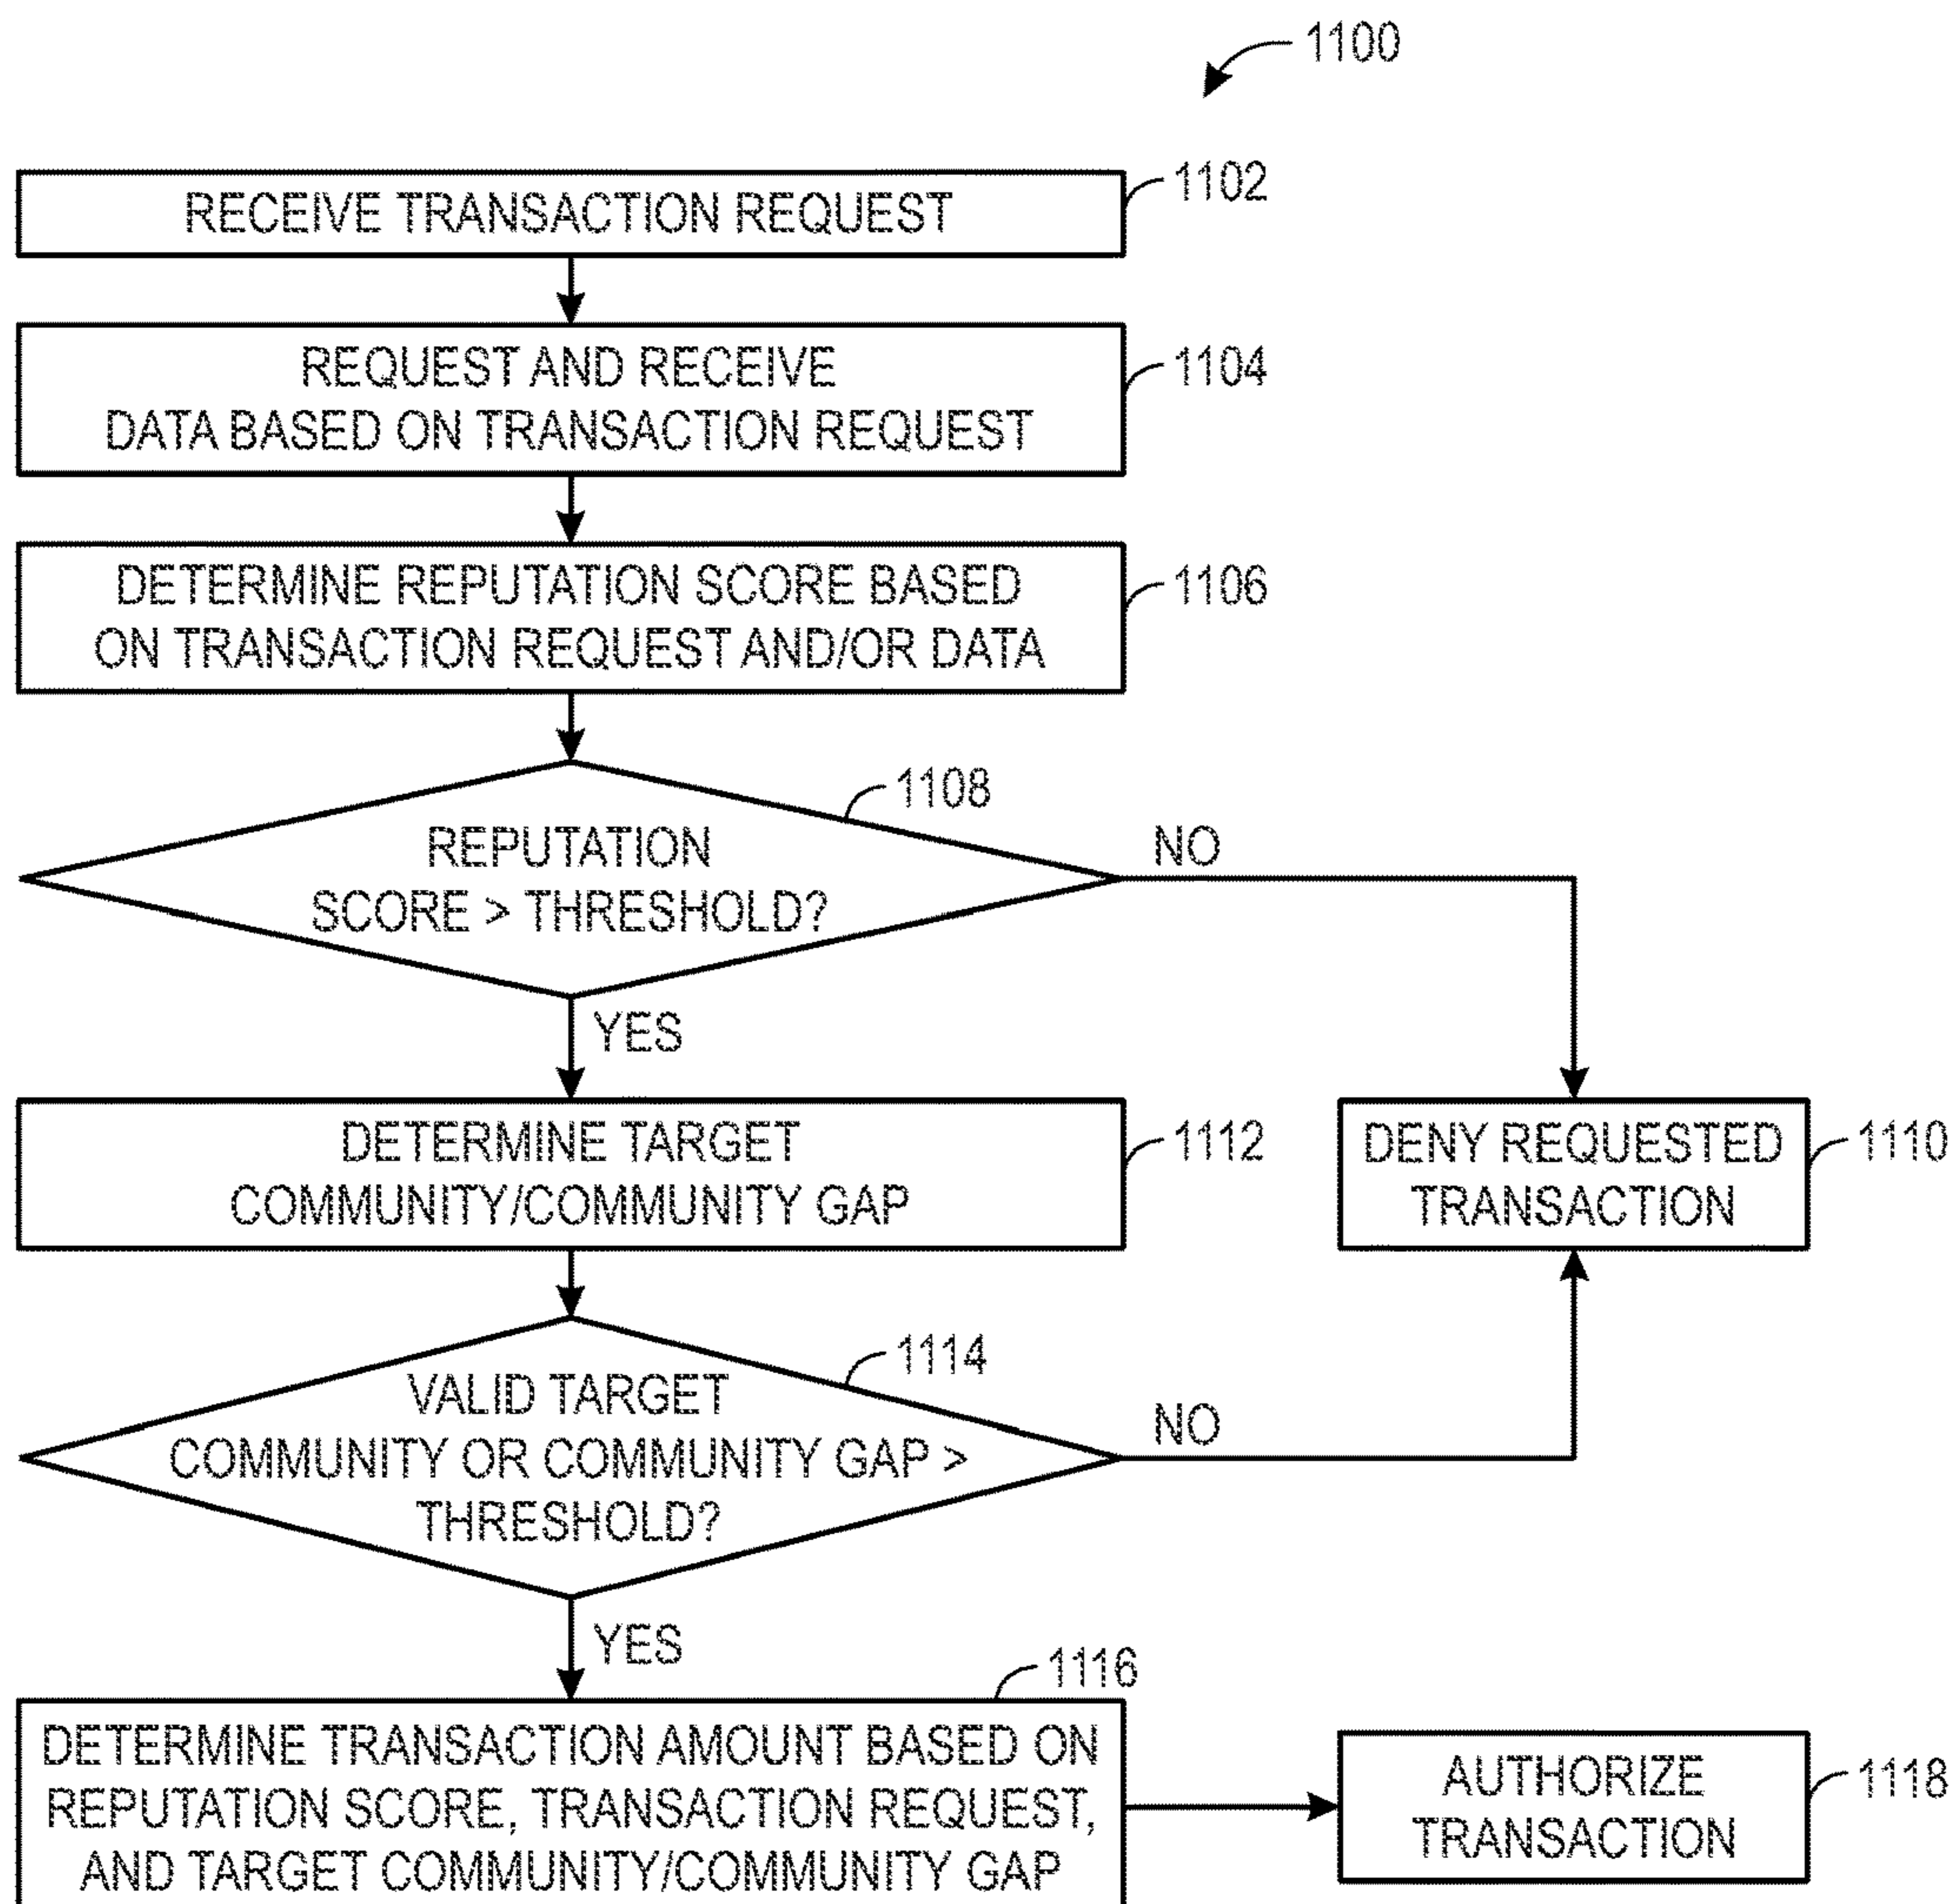 1100
RECEIVE TRANSACTION REQUEST
1102
REQUEST AND RECEIVE
DATA BASED ON TRANSACTION REQUEST
1104
DETERMINE REPUTATION SCORE BASED
ON TRANSACTION REQUEST AND/OR DATA
1106
1108
REPUTATION
SCORE > THRESHOLD?
NO
YES
DETERMINE TARGET
COMMUNITY/COMMUNITY GAP
1112
DENY REQUESTED
TRANSACTION
1110
1114
VALID TARGET
COMMUNITY OR COMMUNITY GAP >
THRESHOLD?
NO
YES
1116
DETERMINE TRANSACTION AMOUNT BASED ON
REPUTATION SCORE, TRANSACTION REQUEST,
AND TARGET COMMUNITY/COMMUNITY GAP
AUTHORIZE
TRANSACTION
1118